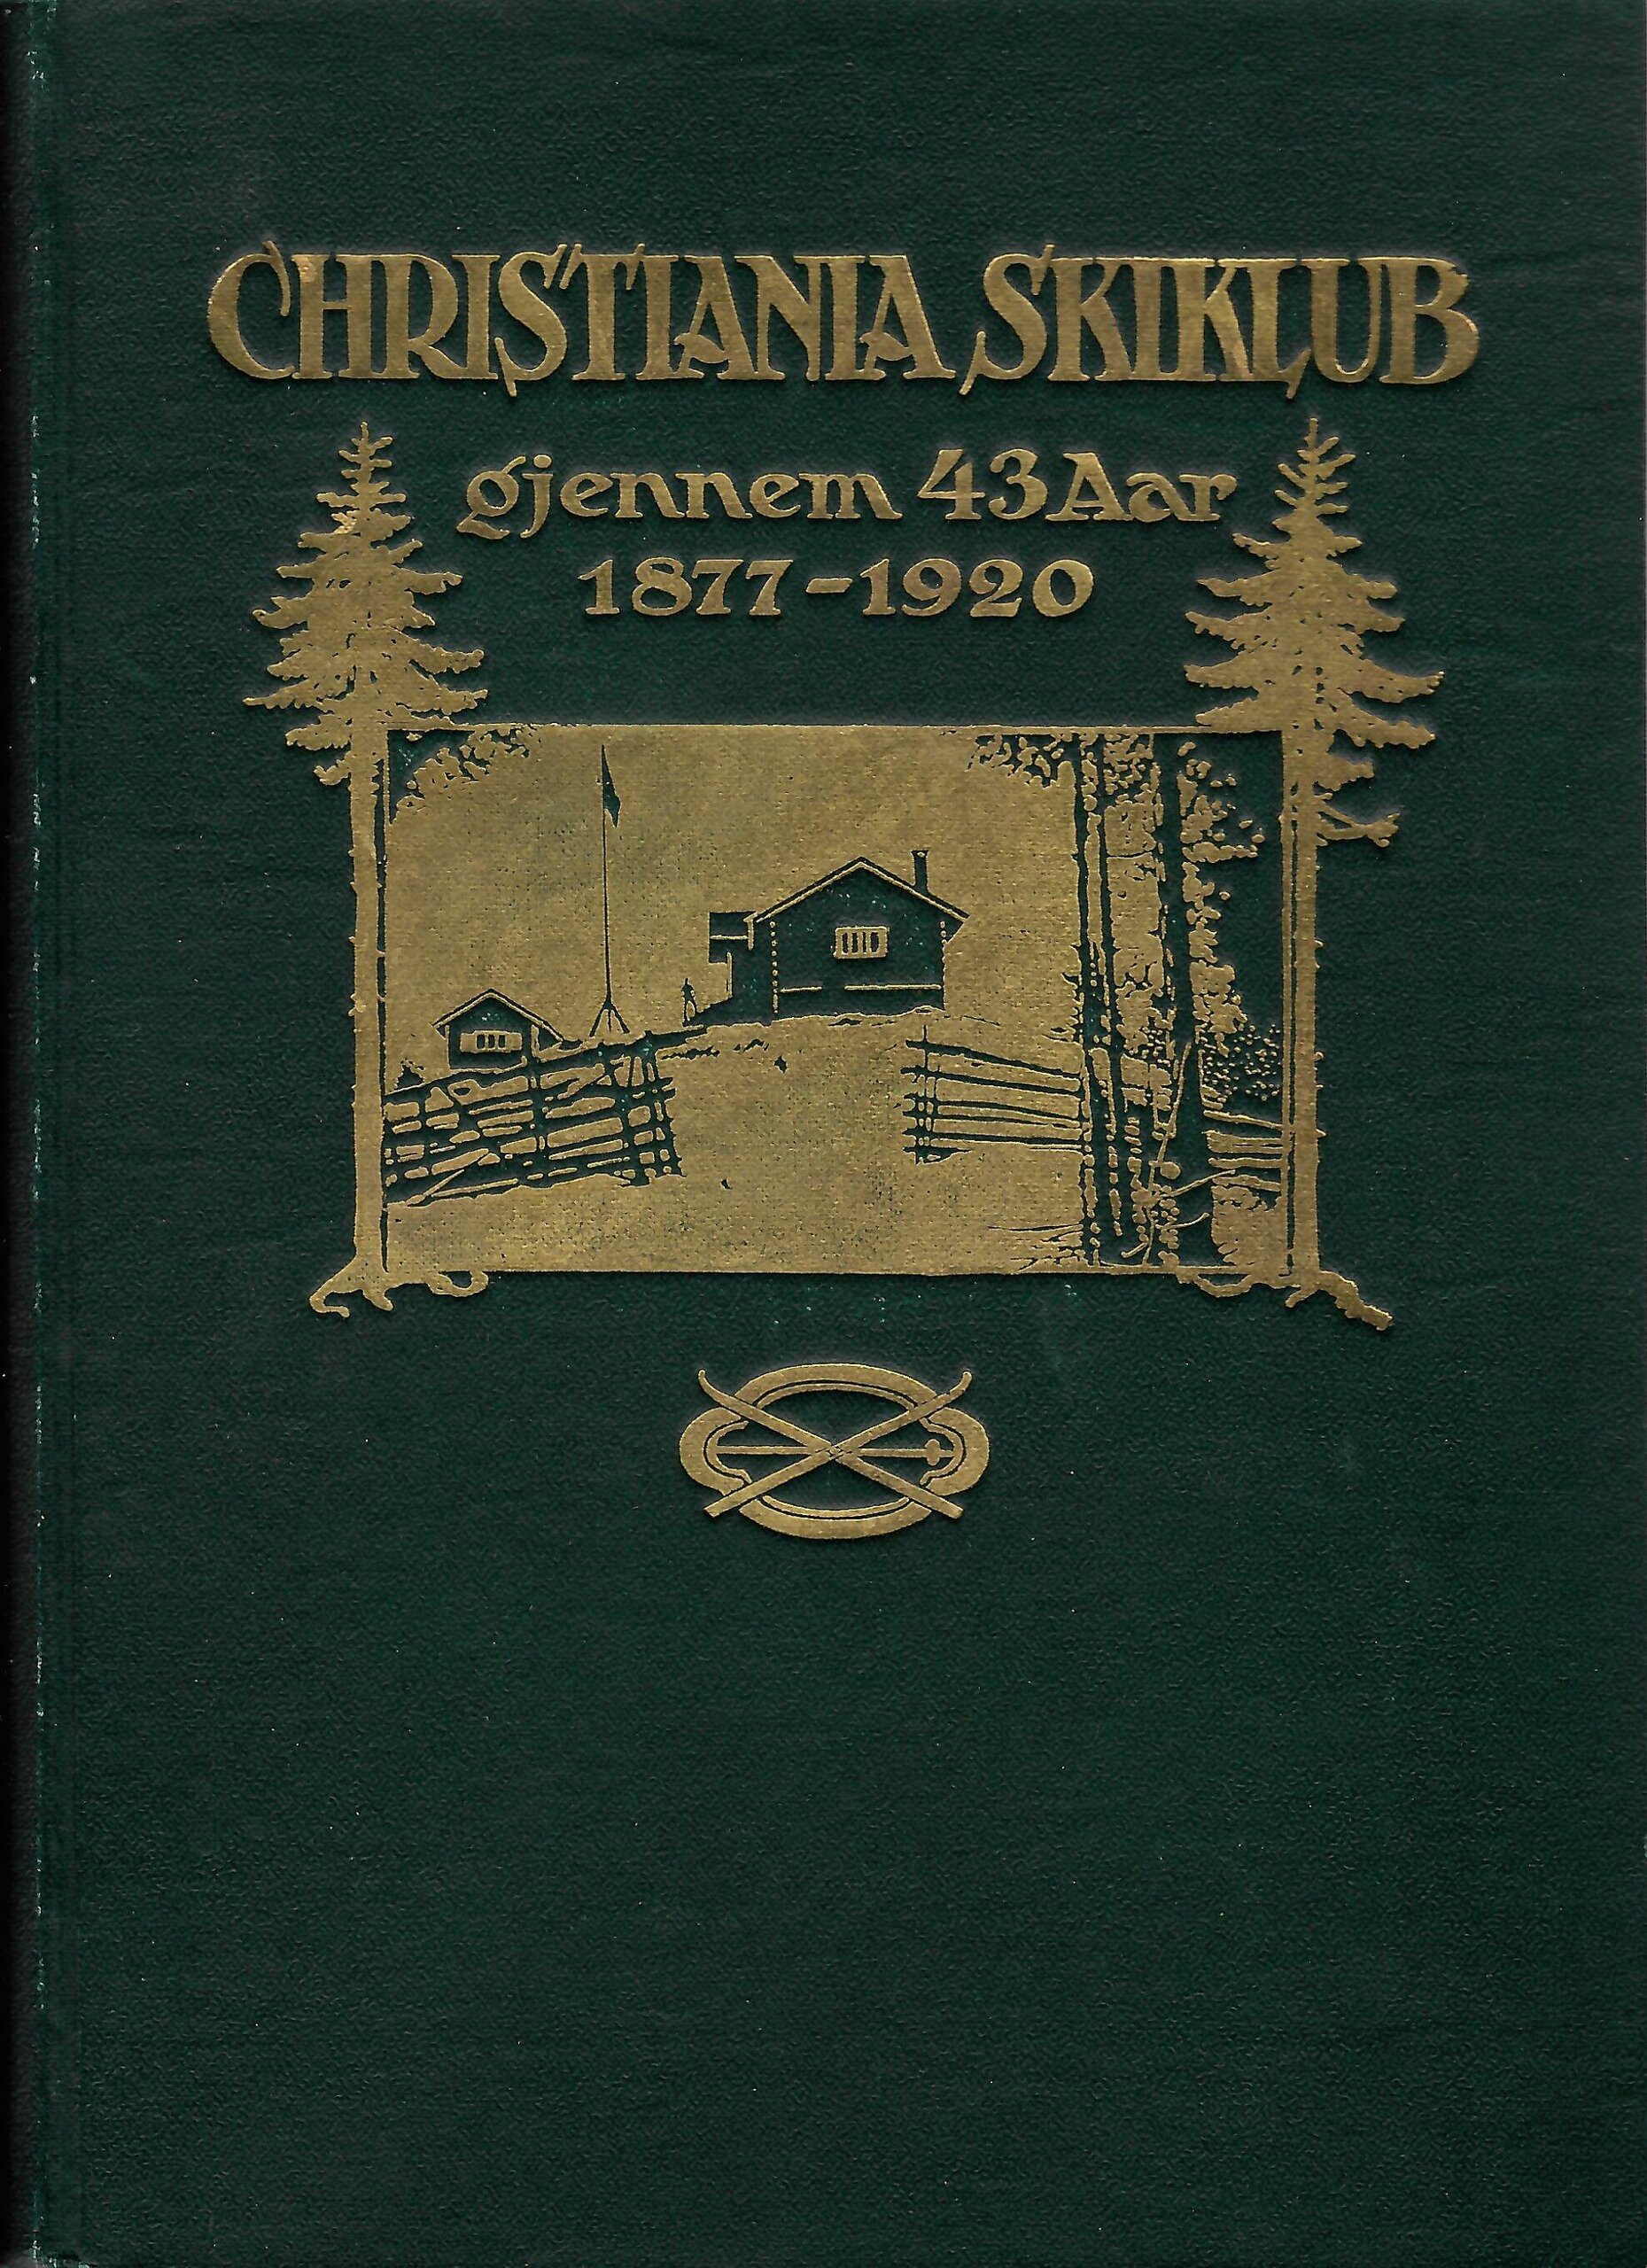 CHRISTIANIA SKIKLUB
gjennem 43 Aar
1877-1920